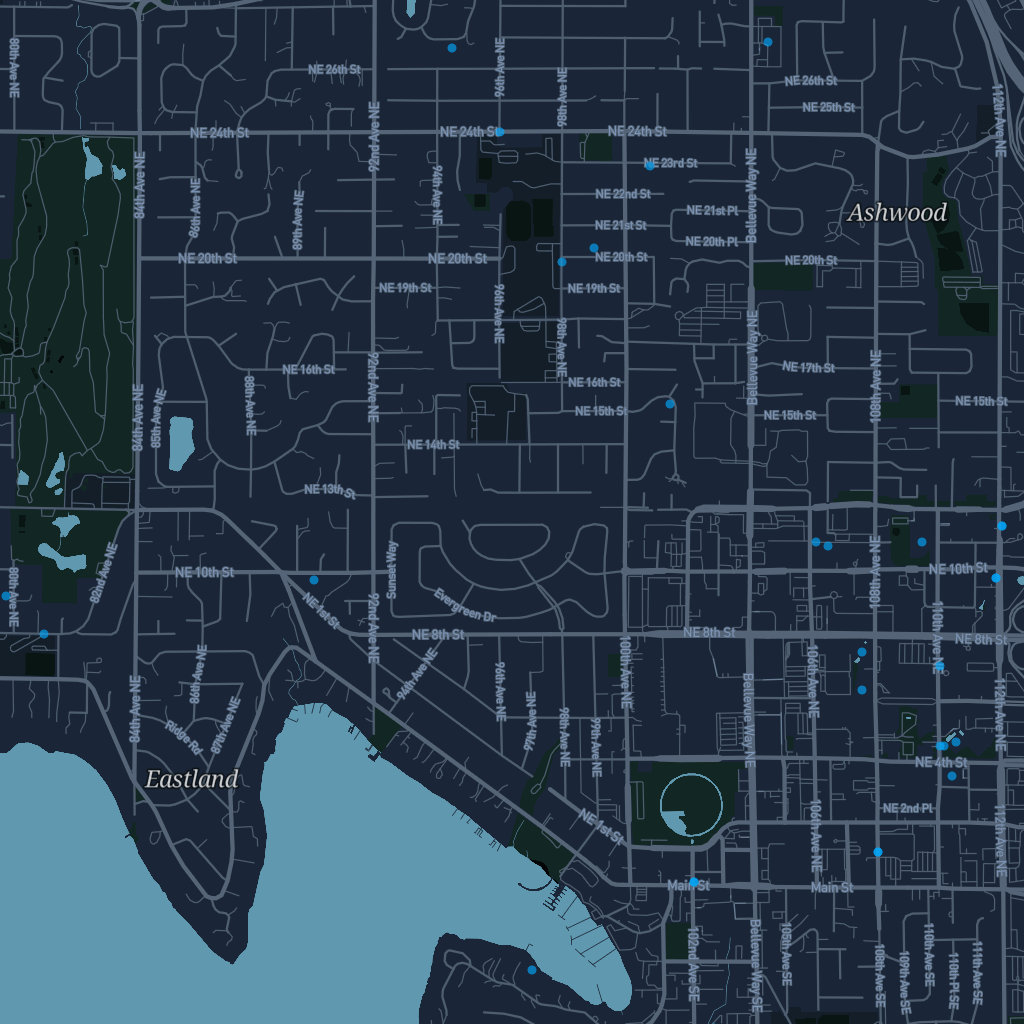 80th Ave NE
NE 26th St
96th Ave NE
98th Ave NE
NE 26th St
NE 25th St
112th Ave NE
92nd Ave NE
NE 24th St
NE 24th St
NE 24th St
84th Ave NE
NE 23rd St
Bellevue Way NE
94th Ave NE
86th Ave NE
89th Ave NE
NE 22nd St
NE 21st Pl
Ashwood
NE 21st St
NE 20th Pl
NE 20th St
NE 20th St
NE 20th St
NE 20th St
NE 19th St
96th Ave NE
NE 19th St
98th Ave NE
Bellevue Way NE
NE 16th St
92nd Ave NE
NE 17th St
108th Ave NE
84th Ave NE
85th Ave NE
88th Ave NE
NE 16th St
NE 15th St
NE 15th St
NE 15th St
NE 14th St
NE 13th St
82nd Ave NE
NE 10th St
Sunset Way
108th Ave NE
NE 10th St
80th Ave NE
NE 1st St
Evergreen Dr
92nd Ave NE
NE 8th St
NE 8th St
110th Ave NE
NE 8th St
84th Ave NE
86th Ave NE
87th Ave NE
Ridge Rd
94th Ave NE
96th Ave NE
97th Ave NE
98th Ave NE
99th Ave NE
100th Ave NE
Bellevue Way NE
106th Ave NE
112th Ave NE
NE 4th St
Eastland
NE 1st St
NE 2nd Pl
106th Ave NE
112th Ave NE
Main St
Main St
102nd Ave SE
Bellevue Way SE
105th Ave SE
108th Ave SE
109th Ave SE
110th Ave SE
110th Pl SE
111th Ave SE